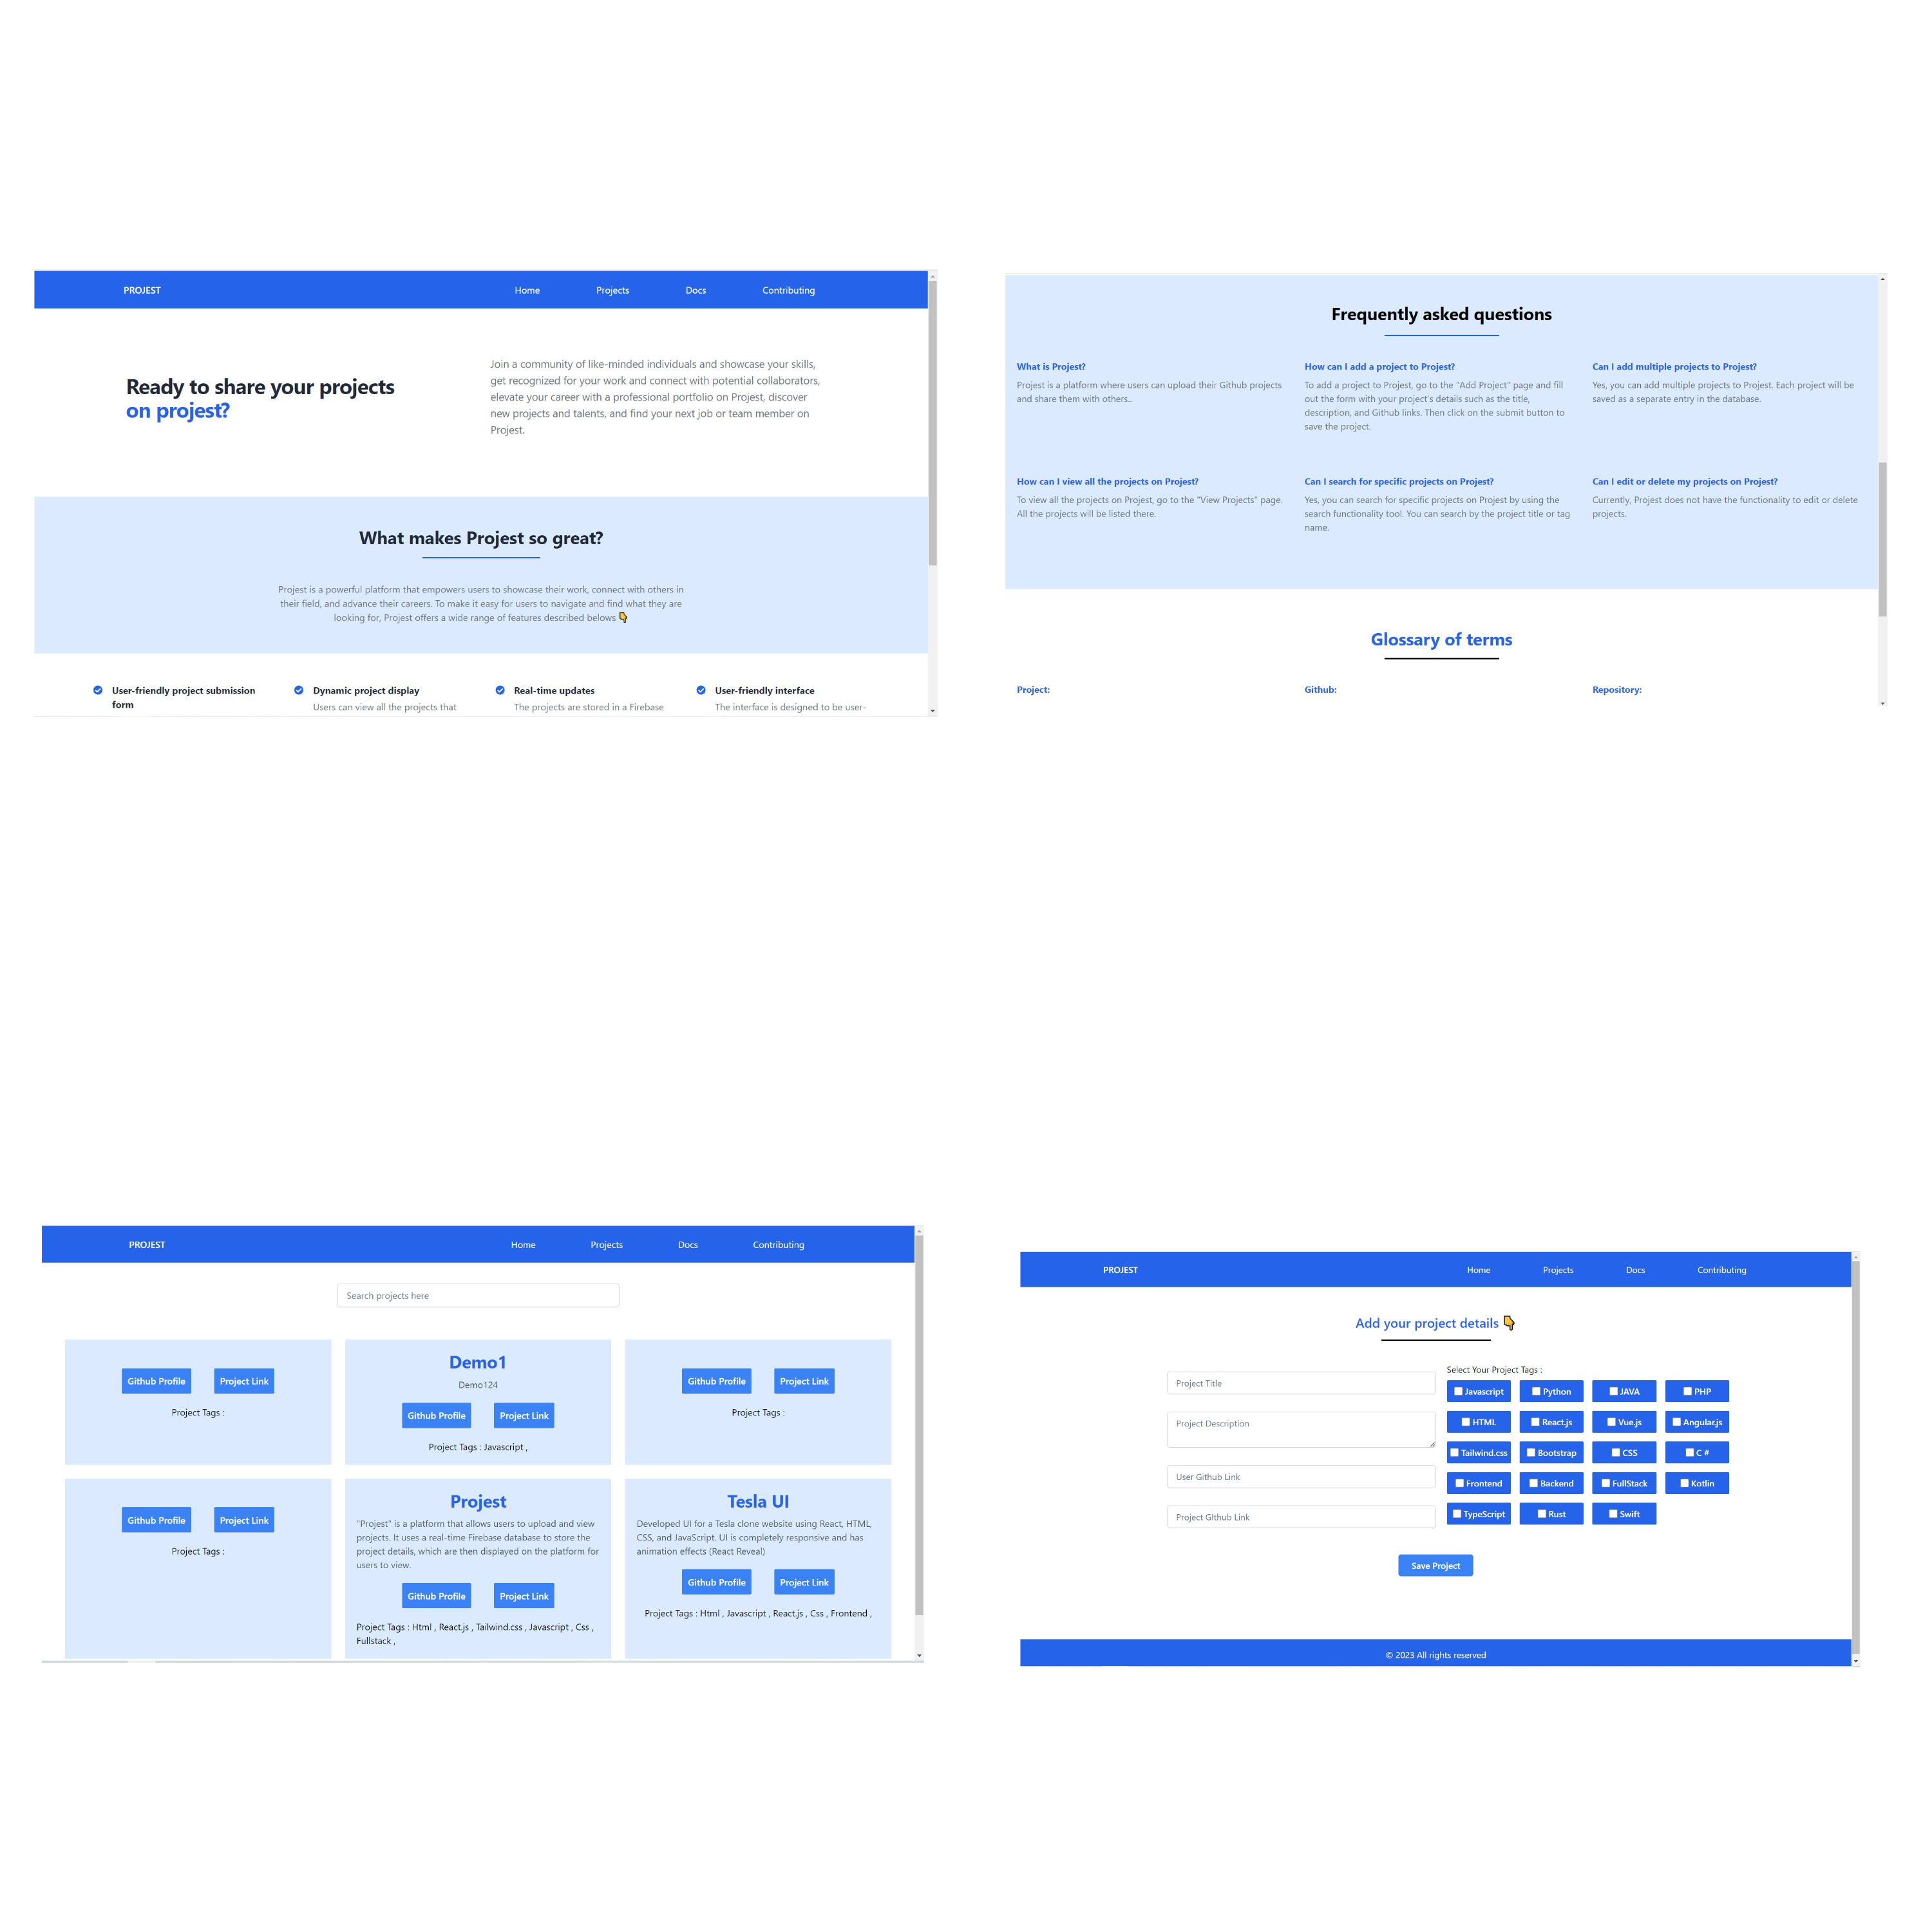 PROJEST Home Projects Docs Contributing
Ready to share your projects
on projest?
Join a community of like-minded individuals and showcase your skills,
get recognized for your work and connect with potential collaborators,
elevate your career with a professional portfolio on Projest, discover
new projects and talents, and find your next job or team member on
Projest.
What makes Projest so great?
Projest is a powerful platform that empowers users to showcase their work, connect with others in
their field, and advance their careers. To make it easy for users to navigate and find what they are
looking for, Projest offers a wide range of features described belows 👇
User-friendly project submission
form
Dynamic project display
Users can view all the projects that
Real-time updates
The projects are stored in a Firebase
User-friendly interface
The interface is designed to be user-
Frequently asked questions
What is Projest?
Projest is a platform where users can upload their Github projects
and share them with others..
How can I add a project to Projest?
To add a project to Projest, go to the "Add Project" page and fill
out the form with your project's details such as the title,
description, and Github links. Then click on the submit button to
save the project.
Can I add multiple projects to Projest?
Yes, you can add multiple projects to Projest. Each project will be
saved as a separate entry in the database.
How can I view all the projects on Projest?
To view all the projects on Projest, go to the "View Projects" page.
All the projects will be listed there.
Can I search for specific projects on Projest?
Yes, you can search for specific projects on Projest by using the
search functionality tool. You can search by the project title or tag
name.
Can I edit or delete my projects on Projest?
Currently, Projest does not have the functionality to edit or delete
projects.
Glossary of terms
Project: Github: Repository:
PROJEST Home Projects Docs Contributing
Search projects here
Github Profile Project Link
Project Tags :
Demo1
Demo124
Github Profile Project Link
Project Tags : Javascript ,
Github Profile Project Link
Project Tags :
Github Profile Project Link
Project Tags :
Projest
"Projest" is a platform that allows users to upload and view
projects. It uses a real-time Firebase database to store the
project details, which are then displayed on the platform for
users to view.
Github Profile Project Link
Project Tags : Html , React.js , Tailwind.css , Javascript , Css ,
Fullstack ,
Tesla UI
Developed UI for a Tesla clone website using React, HTML,
CSS, and JavaScript. UI is completely responsive and has
animation effects (React Reveal)
Github Profile Project Link
Project Tags : Html , Javascript , React.js , Css , Frontend ,
PROJEST Home Projects Docs Contributing
Add your project details 👇
Project Title
Project Description
User Github Link
Project GIthub Link
Select Your Project Tags :
Javascript Python JAVA PHP
HTML React.js Vue.js Angular.js
Tailwind.css Bootstrap CSS C #
Frontend Backend FullStack Kotlin
TypeScript Rust Swift
Save Project
© 2023 All rights reserved